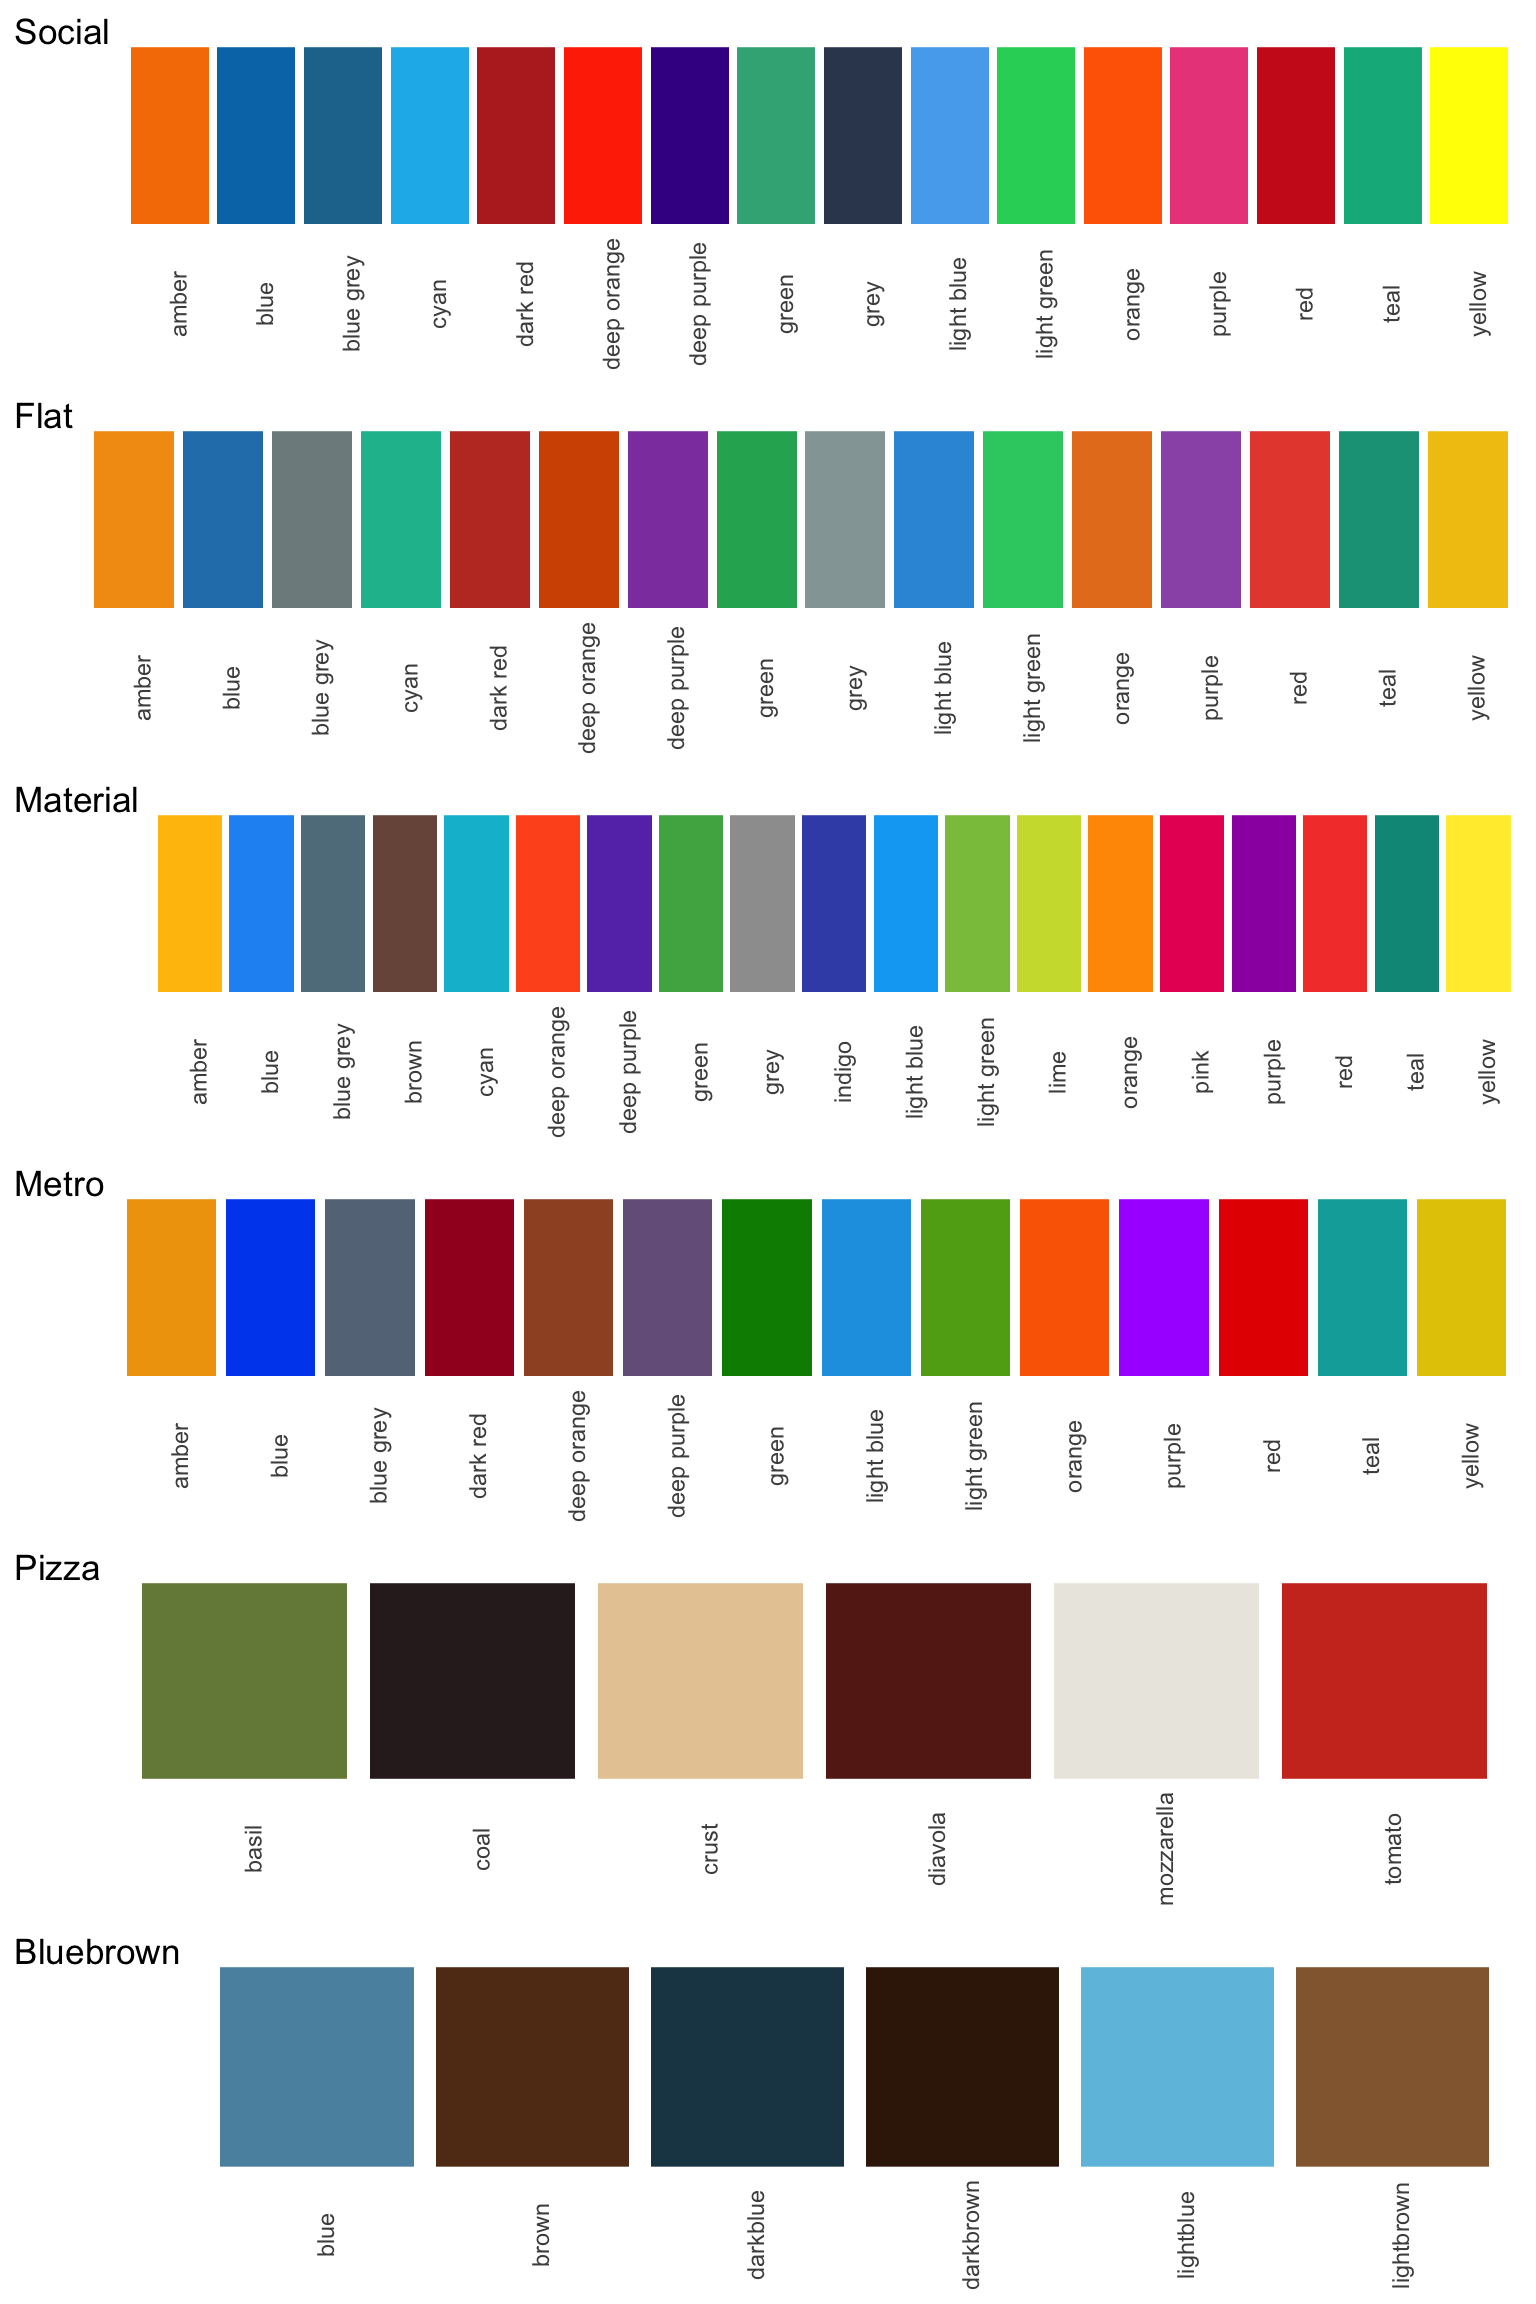 Social
amber
blue
blue grey
cyan
dark red
deep orange
deep purple
green
grey
light blue
light green
orange
purple
red
teal
yellow
Flat
amber
blue
blue grey
cyan
dark red
deep orange
deep purple
green
grey
light blue
light green
orange
purple
red
teal
yellow
Material
amber
blue
blue grey
brown
cyan
deep orange
deep purple
green
grey
indigo
light blue
light green
lime
orange
pink
purple
red
teal
yellow
Metro
amber
blue
blue grey
dark red
deep orange
deep purple
green
light blue
light green
orange
purple
red
teal
yellow
Pizza
basil
coal
crust
diavola
mozzarella
tomato
Bluebrown
blue
brown
darkblue
darkbrown
lightblue
lightbrown